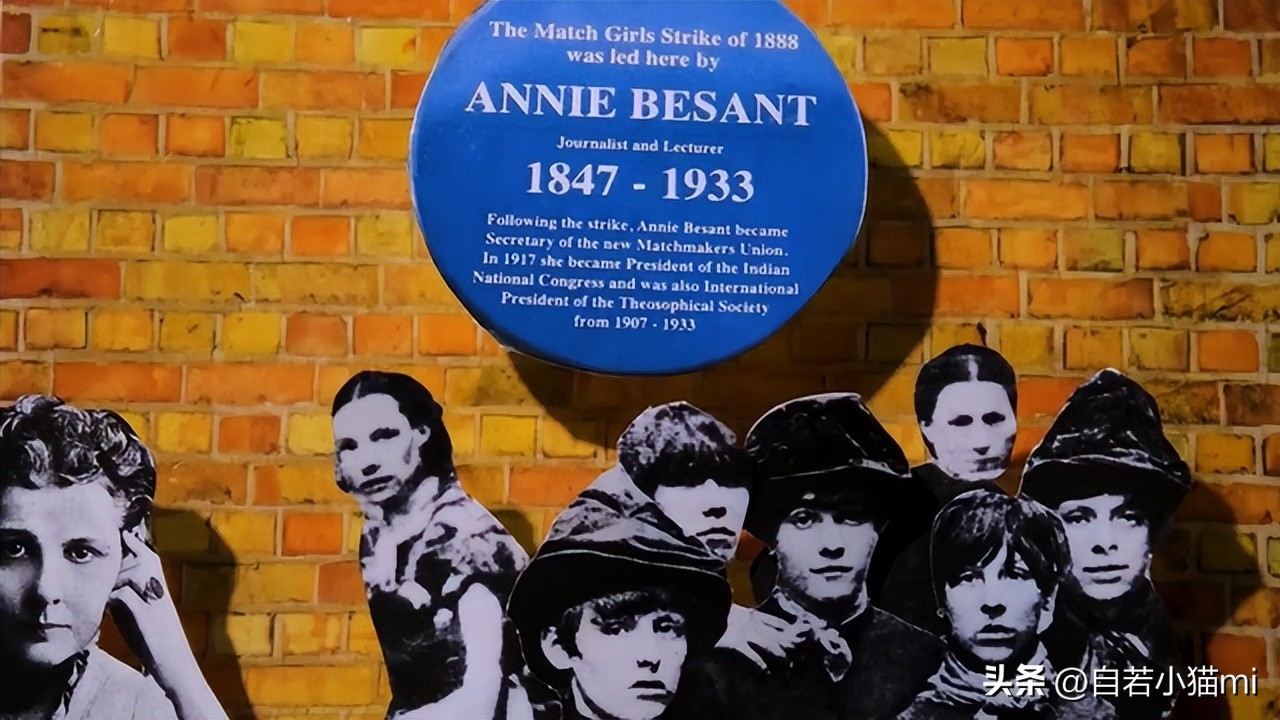 The Match Girls Strike of 1888
was led here by
ANNIE BESANT
Journalist and Lecturer
1847 - 1933
Following the strike, Annie Besant became
Secretary of the new Matchmakers Union.
In 1917 she became President of the Indian
National Congress and was also International
President of the Theosophical Society
from 1907 - 1933
头条 @自若小猫mi